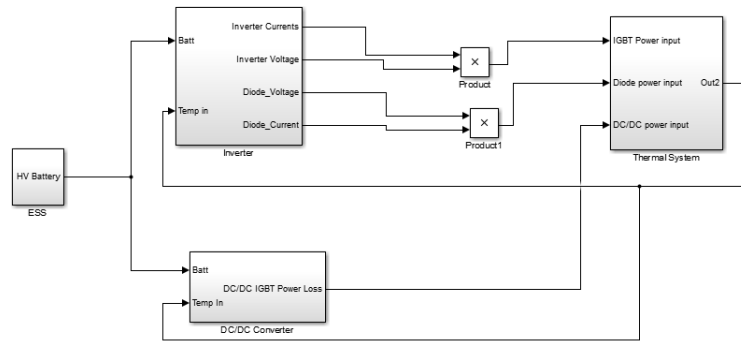 Batt
Temp in
Inverter Currents
Inverter Voltage
Diode_Voltage
Diode_Current
Inverter
×
Product
×
Product1
IGBT Power input
Diode power input
DC/DC power input
Out2
Thermal System
HV Battery
ESS
Batt
Temp In
DC/DC IGBT Power Loss
DC/DC Converter